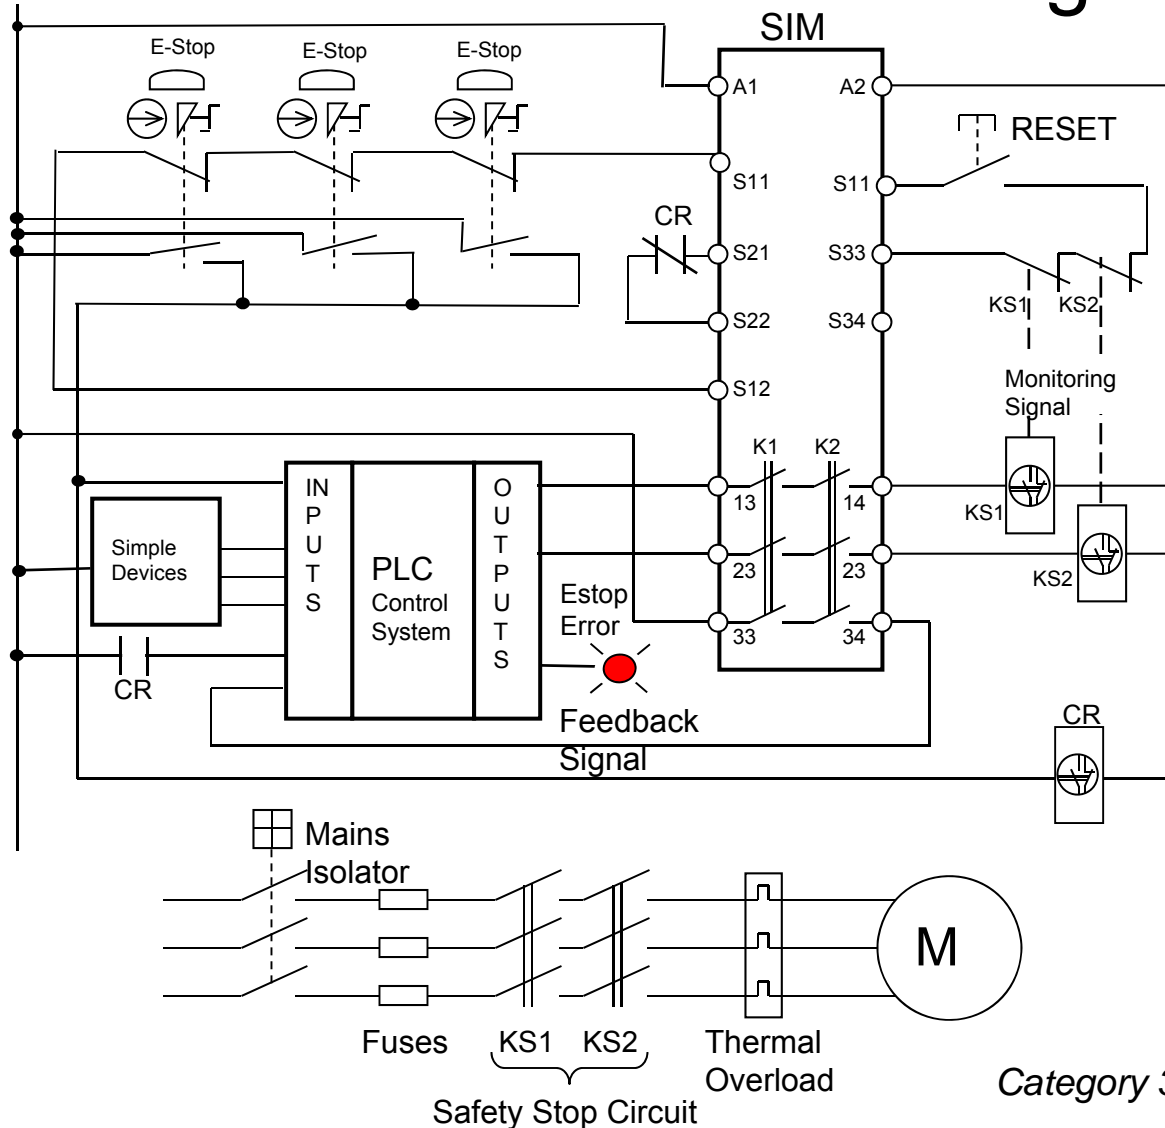 SIM
E-Stop
E-Stop
E-Stop
A1
A2
RESET
S11
S11
CR
S21
S33
KS1
KS2
S22
S34
Monitoring
Signal
S12
K1
K2
IN
P
U
T
S
O
U
T
P
U
T
S
13
14
KS1
Simple
Devices
PLC
Control
System
23
23
KS2
Estop
Error
33
34
CR
Feedback
Signal
CR
Mains
Isolator
M
Fuses
KS1
KS2
Thermal
Overload
Category 3
Safety Stop Circuit